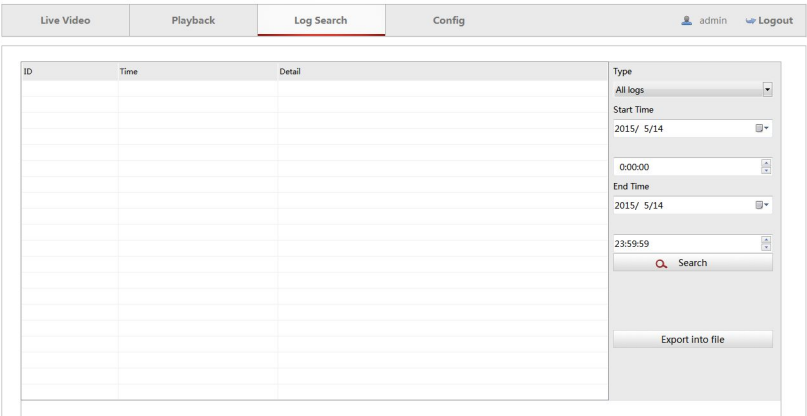 Live Video Playback Log Search Config admin Logout
ID Time Detail Type
All logs
Start Time
2015/ 5/14
0:00:00
End Time
2015/ 5/14
23:59:59
Search
Export into file